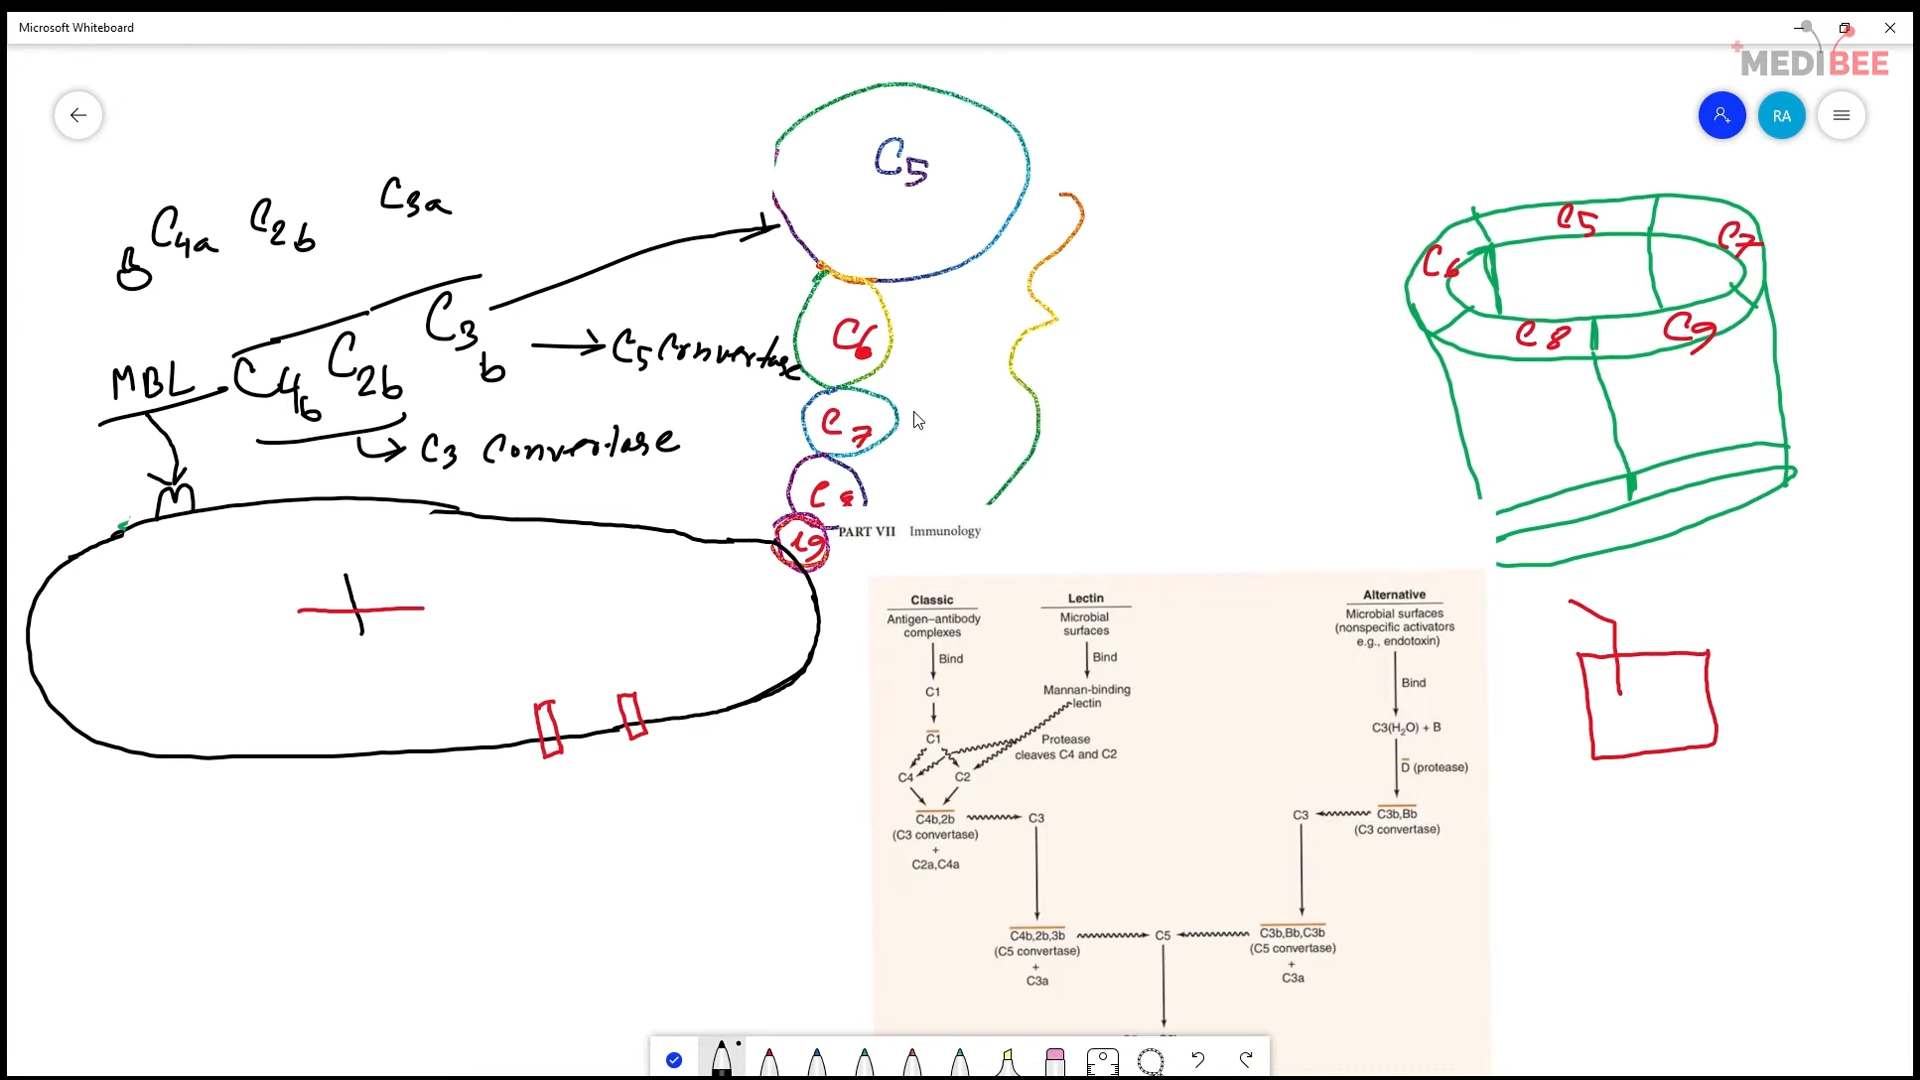 Microsoft Whiteboard
MEDIBEE
RA
C5
C4a C2b C3a
C3b → C5 Convertase
MBL C4b C2b
C3 Convertase
C6
C7
C5
C7
C6
C8 C9
PART VII Immunology
Classic
Antigen–antibody
complexes
Bind
C1
C1
C4 C2
C4b,2b
(C3 convertase)
+
C2a,C4a
Lectin
Microbial
surfaces
Bind
Mannan-binding
lectin
Protease
cleaves C4 and C2
C3
C4b,2b,3b
(C5 convertase)
+
C3a
C5
Alternative
Microbial surfaces
(nonspecific activators
e.g., endotoxin)
Bind
C3(H₂O) + B
D (protease)
C3b,Bb
(C3 convertase)
C3
C3b,Bb,C3b
(C5 convertase)
+
C3a